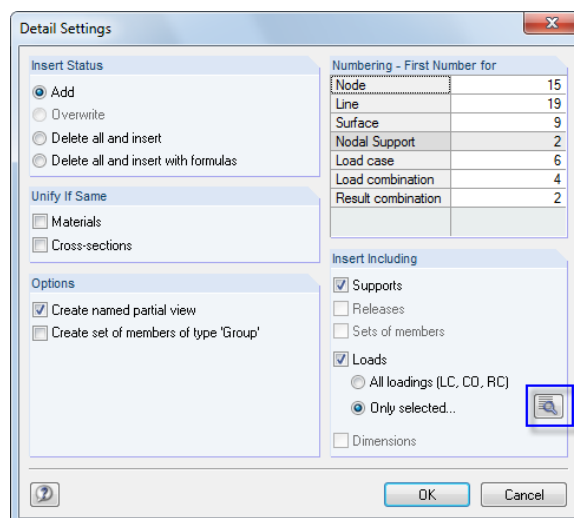 Detail Settings
Insert Status
Add
Overwrite
Delete all and insert
Delete all and insert with formulas
Unify If Same
Materials
Cross-sections
Options
Create named partial view
Create set of members of type 'Group'
Numbering - First Number for
Node 15
Line 19
Surface 9
Nodal Support 2
Load case 6
Load combination 4
Result combination 2
Insert Including
Supports
Releases
Sets of members
Loads
All loadings (LC, CO, RC)
Only selected...
Dimensions
OK Cancel